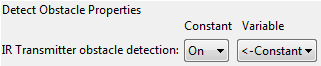 Detect Obstacle Properties
Constant Variable
IR Transmitter obstacle detection: On <-Constant